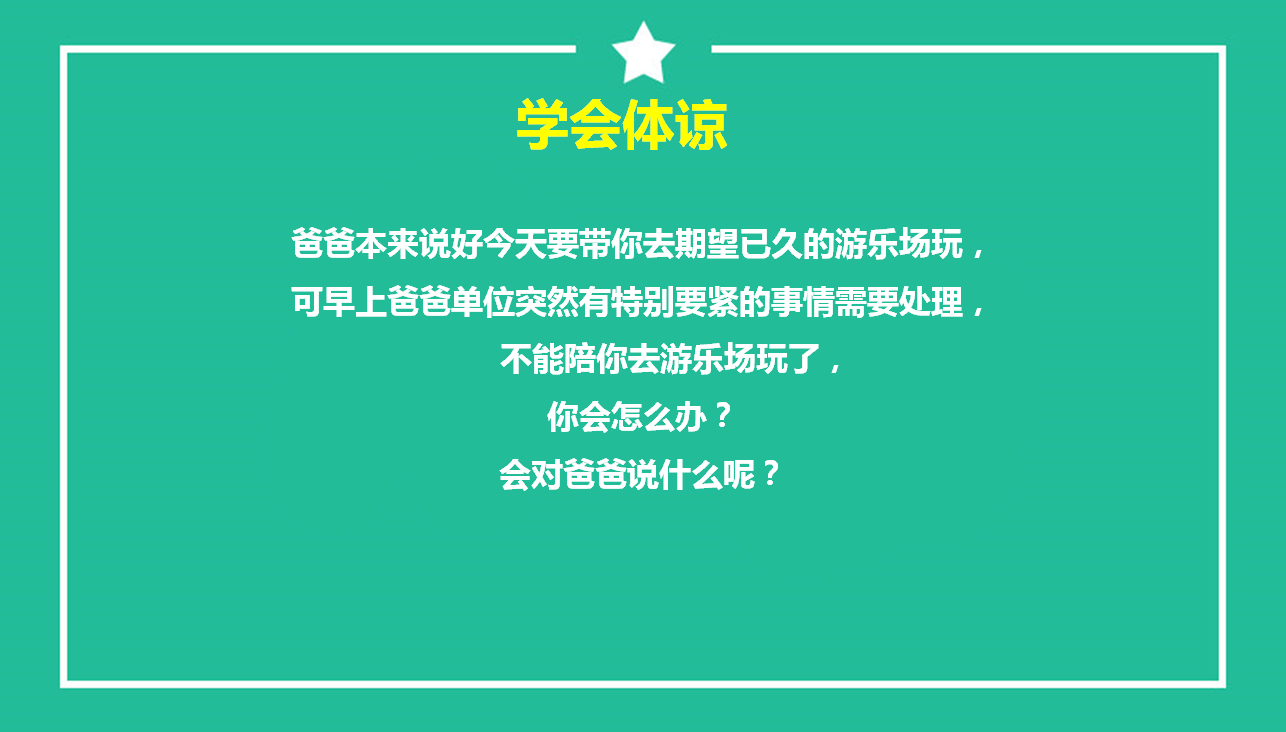 学会体谅
爸爸本来说好今天要带你去期望已久的游乐场玩，
可早上爸爸单位突然有特别要紧的事情需要处理，
不能陪你去游乐场玩了，
你会怎么办？
会对爸爸说什么呢？